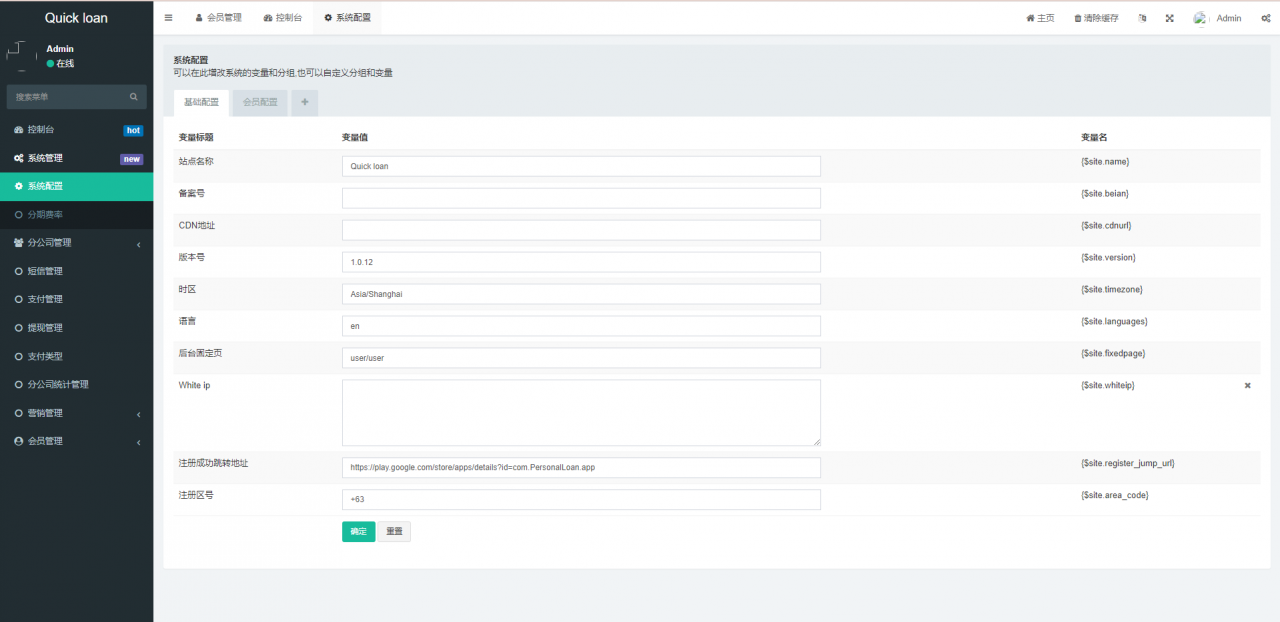 Quick loan
会员管理
控制台
系统配置
主页
清除缓存
Admin
Admin
在线
搜索菜单
控制台
hot
系统管理
new
系统配置
分期费率
分公司管理
短信管理
支付管理
提现管理
支付类型
分公司统计管理
营销管理
会员管理
系统配置
可以在此增改系统的变量和分组,也可以自定义分组和变量
基础配置
会员配置
变量标题 变量值 变量名
站点名称 Quick loan {$site.name}
备案号 {$site.beian}
CDN地址 {$site.cdnurl}
版本号 1.0.12 {$site.version}
时区 Asia/Shanghai {$site.timezone}
语言 en {$site.languages}
后台固定页 user/user {$site.fixedpage}
White ip {$site.whiteip}
注册成功跳转地址 https://play.google.com/store/apps/details?id=com.PersonalLoan.app {$site.register_jump_url}
注册区号 +63 {$site.area_code}
确定 重置